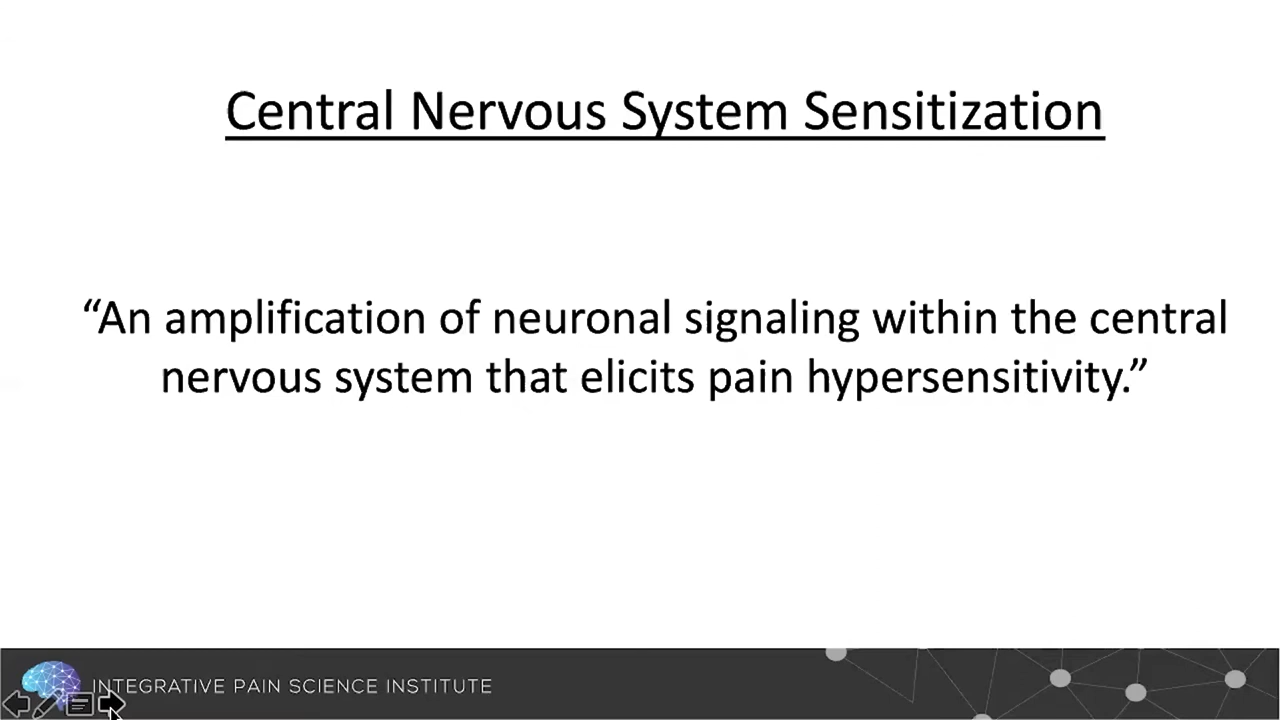 Central Nervous System Sensitization
“An amplification of neuronal signaling within the central
nervous system that elicits pain hypersensitivity.”
INTEGRATIVE PAIN SCIENCE INSTITUTE